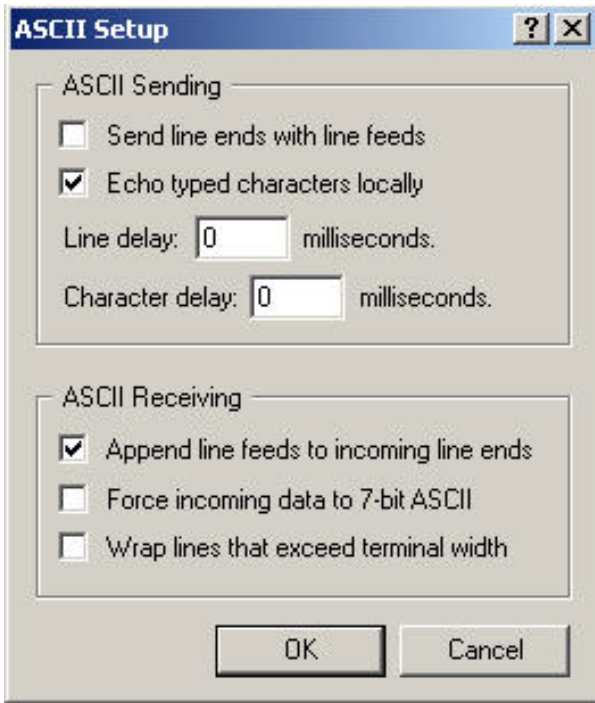 ASCII Setup
ASCII Sending
Send line ends with line feeds
Echo typed characters locally
Line delay: 0 milliseconds.
Character delay: 0 milliseconds.
ASCII Receiving
Append line feeds to incoming line ends
Force incoming data to 7-bit ASCII
Wrap lines that exceed terminal width
OK Cancel